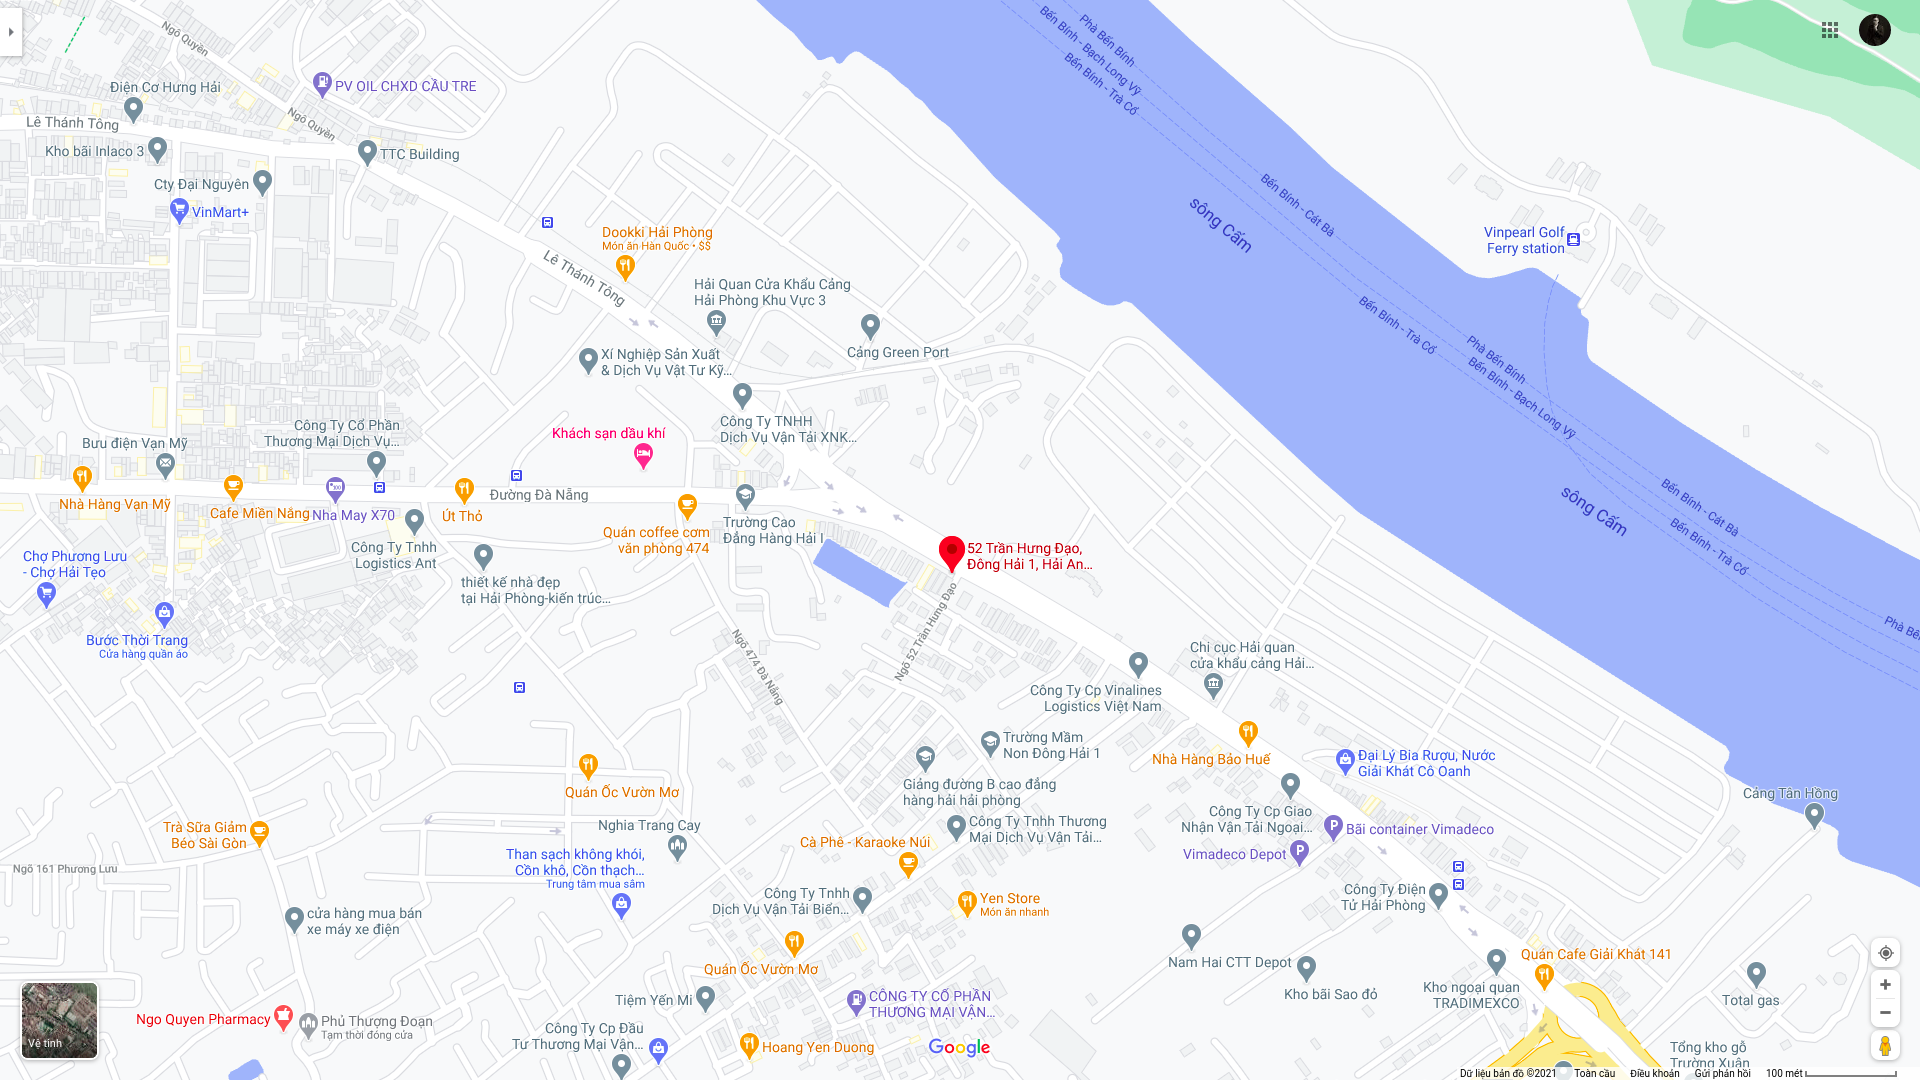 Ngô Quyền
Bến Bính - Bạch Long Vỹ
Phà Bến Bính
Bến Bính - Trà Cổ
Điện Cơ Hưng Hải
PV OIL CHXD CẦU TRE
Lê Thánh Tông
Ngô Quyền
Kho bãi Inlaco 3
TTC Building
Cty Đại Nguyên
VinMart+
Bến Bính - Cát Bà
sông Cấm
Dookki Hải Phòng
Món ăn Hàn Quốc • $$
Vinpearl Golf
Ferry station
Lê Thánh Tông
Hải Quan Cửa Khẩu Cảng
Hải Phòng Khu Vực 3
Bến Bính - Trà Cổ
Phà Bến Bính
Bến Bính - Bạch Long Vỹ
Cảng Green Port
Xí Nghiệp Sản Xuất
& Dịch Vụ Vật Tư Kỹ...
Công Ty TNHH
Dịch Vụ Vận Tải XNK...
Công Ty Cổ Phần
Thương Mại Dịch Vụ...
Khách sạn dầu khí
Bưu điện Vạn Mỹ
Nhà Hàng Vạn Mỹ
Cafe Miền Nắng
Nha May X70
Út Thỏ
Đường Đà Nẵng
Quán coffee cơm
văn phòng 474
Trường Cao
Đẳng Hàng Hải I
sông Cấm
Bến Bính - Cát Bà
Bến Bính - Trà Cổ
Phà Bến
Công Ty Tnhh
Logistics Ant
Chợ Phương Lưu
- Chợ Hải Tẹo
thiết kế nhà đẹp
tại Hải Phòng-kiến trúc...
52 Trần Hưng Đạo,
Đông Hải 1, Hải An...
Ngõ 52 Trần Hưng Đạo
Ngõ 474 Đà Nẵng
Bước Thời Trang
Cửa hàng quần áo
Chi cục Hải quan
cửa khẩu cảng Hải...
Công Ty Cp Vinalines
Logistics Việt Nam
Trường Mầm
Non Đông Hải 1
Nhà Hàng Bảo Huế
Đại Lý Bia Rượu, Nước
Giải Khát Cô Oanh
Giảng đường B cao đẳng
hàng hải hải phòng
Quán Ốc Vườn Mơ
Cảng Tân Hồng
Công Ty Cp Giao
Nhận Vận Tải Ngoại...
Công Ty Tnhh Thương
Mại Dịch Vụ Vận Tải...
Bãi container Vimadeco
Trà Sữa Giảm
Béo Sài Gòn
Nghia Trang Cay
Cà Phê - Karaoke Núi
Vimadeco Depot
Than sạch không khói,
Cồn khô, Cồn thạch...
Trung tâm mua sắm
Ngõ 161 Phương Lưu
Công Ty Tnhh
Dịch Vụ Vận Tải Biển...
Yen Store
Món ăn nhanh
Công Ty Điện
Tử Hải Phòng
cửa hàng mua bán
xe máy xe điện
Quán Ốc Vườn Mơ
Nam Hai CTT Depot
Quán Cafe Giải Khát 141
Kho bãi Sao đỏ
Kho ngoại quan
TRADIMEXCO
Total gas
Tiệm Yến Mi
CÔNG TY CỔ PHẦN
THƯƠNG MẠI VẬN...
Ngo Quyen Pharmacy
Phủ Thượng Đoạn
Tạm thời đóng cửa
Công Ty Cp Đầu
Tư Thương Mại Vận...
Hoang Yen Duong
Google
Tổng kho gỗ
Trường Xuân
Vệ tinh
Dữ liệu bản đồ ©2021
Toàn cầu
Điều khoản
Gửi phản hồi
100 mét